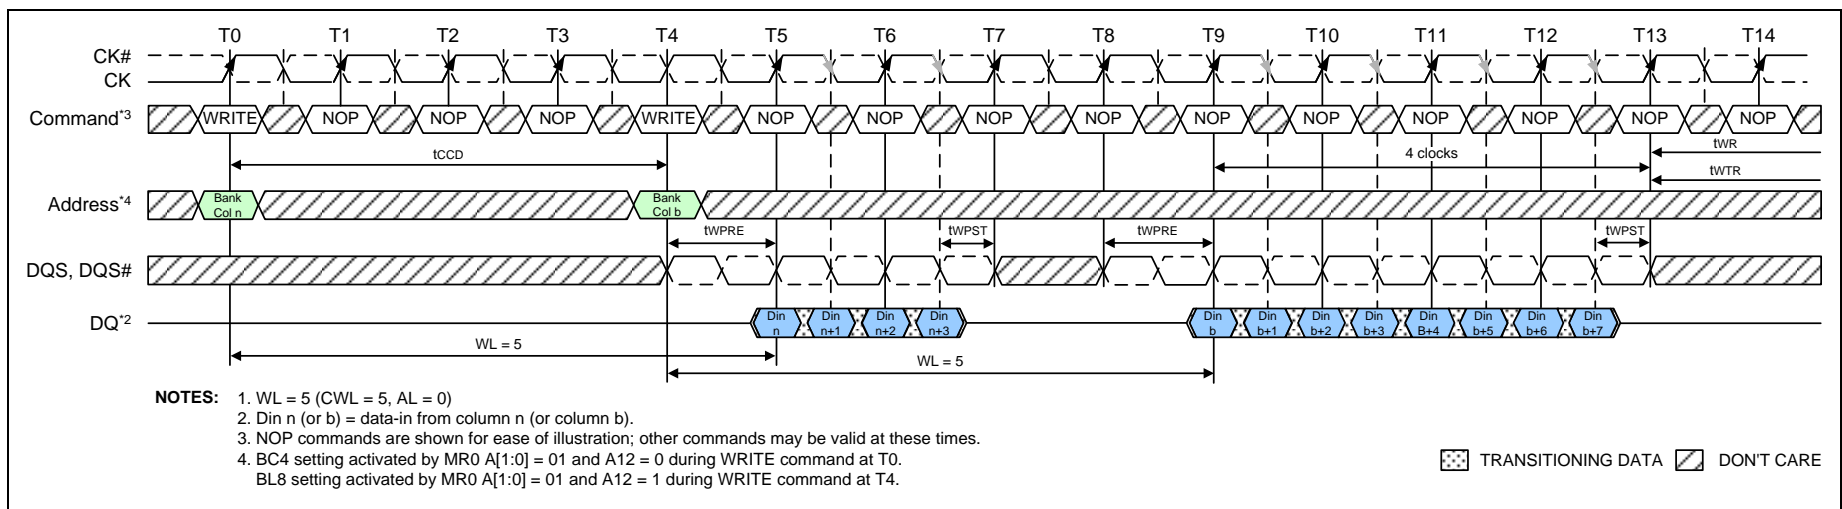 T0 T1 T2 T3 T4 T5 T6 T7 T8 T9 T10 T11 T12 T13 T14
CK#
CK
Command*3 WRITE NOP NOP NOP WRITE NOP NOP NOP NOP NOP NOP NOP NOP NOP NOP
tCCD 4 clocks tWR
tWTR
Address*4 Bank Col n Bank Col b
tWPRE tWPST tWPRE tWPST
DQS, DQS#
DQ*2 Din n Din n+1 Din n+2 Din n+3 Din b Din b+1 Din b+2 Din b+3 Din B+4 Din b+5 Din b+6 Din b+7
WL = 5
WL = 5
NOTES: 1. WL = 5 (CWL = 5, AL = 0)
2. Din n (or b) = data-in from column n (or column b).
3. NOP commands are shown for ease of illustration; other commands may be valid at these times.
4. BC4 setting activated by MR0 A[1:0] = 01 and A12 = 0 during WRITE command at T0.
BL8 setting activated by MR0 A[1:0] = 01 and A12 = 1 during WRITE command at T4.
TRANSITIONING DATA DON'T CARE